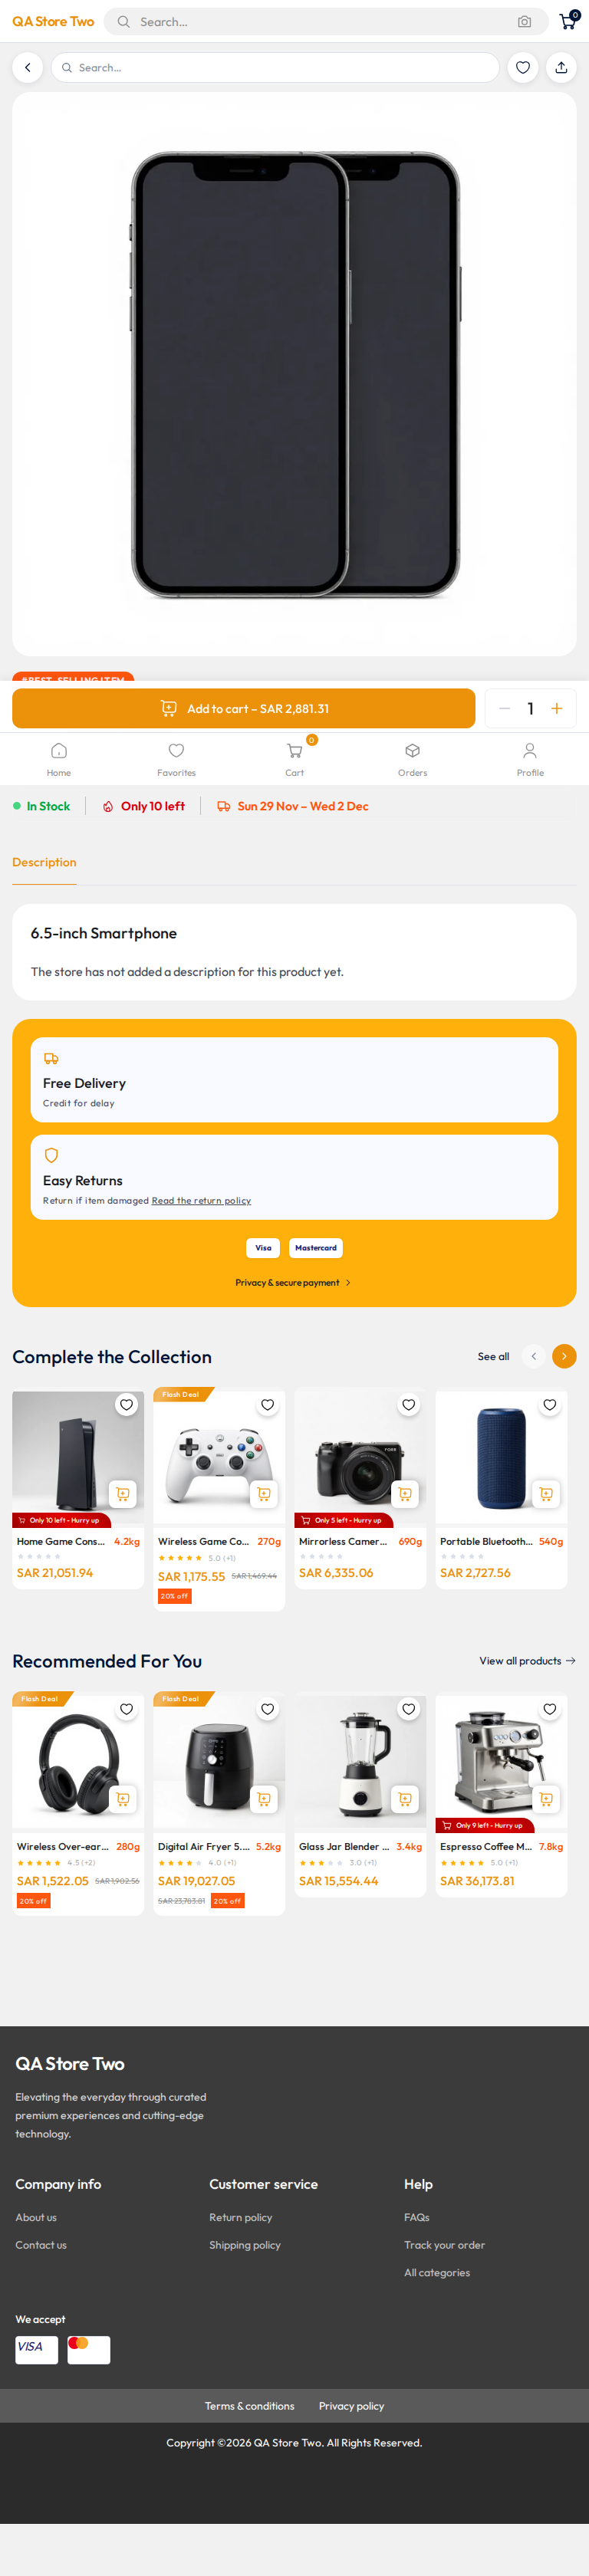 QA Store Two
Search...
0
Search...
#BEST_SELLING ITEM
Add to cart – SAR 2,881.31
1
0
Home
Favorites
Cart
Orders
Profile
In Stock
Only 10 left
Sun 29 Nov – Wed 2 Dec
Description
6.5-inch Smartphone
The store has not added a description for this product yet.
Free Delivery
Credit for delay
Easy Returns
Return if item damaged Read the return policy
Visa
Mastercard
Privacy & secure payment
Complete the Collection
See all
Only 10 left - Hurry up
Home Game Cons... 4.2kg
SAR 21,051.94
Flash Deal
Wireless Game Co... 270g
5.0 (+1)
SAR 1,175.55 SAR 1,469.44
20% off
Only 5 left - Hurry up
Mirrorless Camer... 690g
SAR 6,335.06
Portable Bluetooth... 540g
SAR 2,727.56
Recommended For You
View all products
Flash Deal
Wireless Over-ear... 280g
4.5 (+2)
SAR 1,522.05 SAR 1,902.56
20% off
Flash Deal
Digital Air Fryer 5.... 5.2kg
4.0 (+1)
SAR 19,027.05
SAR 23,783.81 20% off
Glass Jar Blender ... 3.4kg
3.0 (+1)
SAR 15,554.44
Only 9 left - Hurry up
Espresso Coffee M... 7.8kg
5.0 (+1)
SAR 36,173.81
QA Store Two
Elevating the everyday through curated
premium experiences and cutting-edge
technology.
Company info
About us
Contact us
Customer service
Return policy
Shipping policy
Help
FAQs
Track your order
All categories
We accept
VISA
Terms & conditions
Privacy policy
Copyright ©2026 QA Store Two. All Rights Reserved.